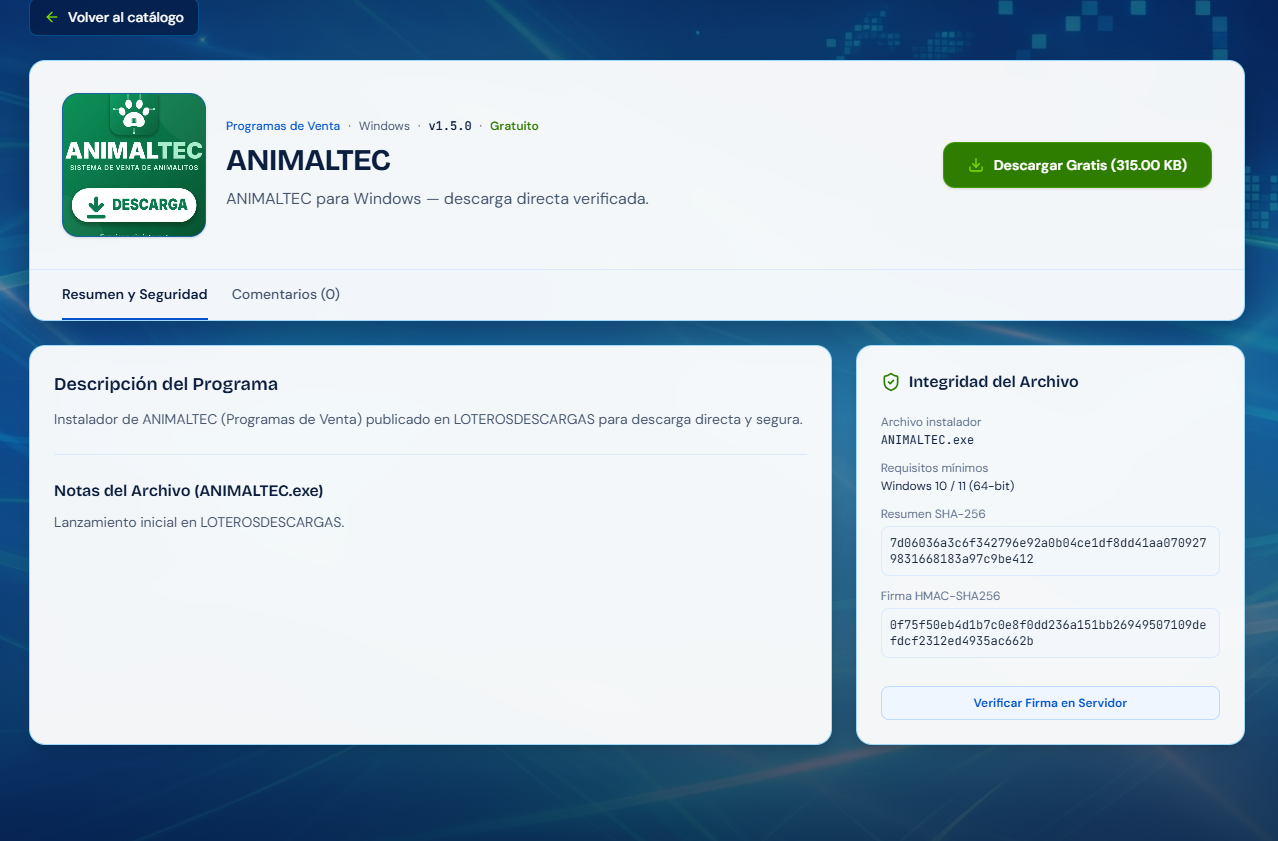 Volver al catálogo
ANIMALTEC
SISTEMA DE VENTA DE ANIMALITOS
DESCARGA
Programas de Venta · Windows · v1.5.0 · Gratuito
ANIMALTEC
ANIMALTEC para Windows — descarga directa verificada.
Descargar Gratis (315.00 KB)
Resumen y Seguridad
Comentarios (0)
Descripción del Programa
Instalador de ANIMALTEC (Programas de Venta) publicado en LOTEROSDESCARGAS para descarga directa y segura.
Notas del Archivo (ANIMALTEC.exe)
Lanzamiento inicial en LOTEROSDESCARGAS.
Integridad del Archivo
Archivo instalador
ANIMALTEC.exe
Requisitos mínimos
Windows 10 / 11 (64-bit)
Resumen SHA-256
7d06036a3c6f342796e92a0b04ce1df8dd41aa070927
9831668183a97c9be412
Firma HMAC-SHA256
0f75f50eb4d1b7c0e8f0dd236a151bb26949507109de
fdcf2312ed4935ac662b
Verificar Firma en Servidor